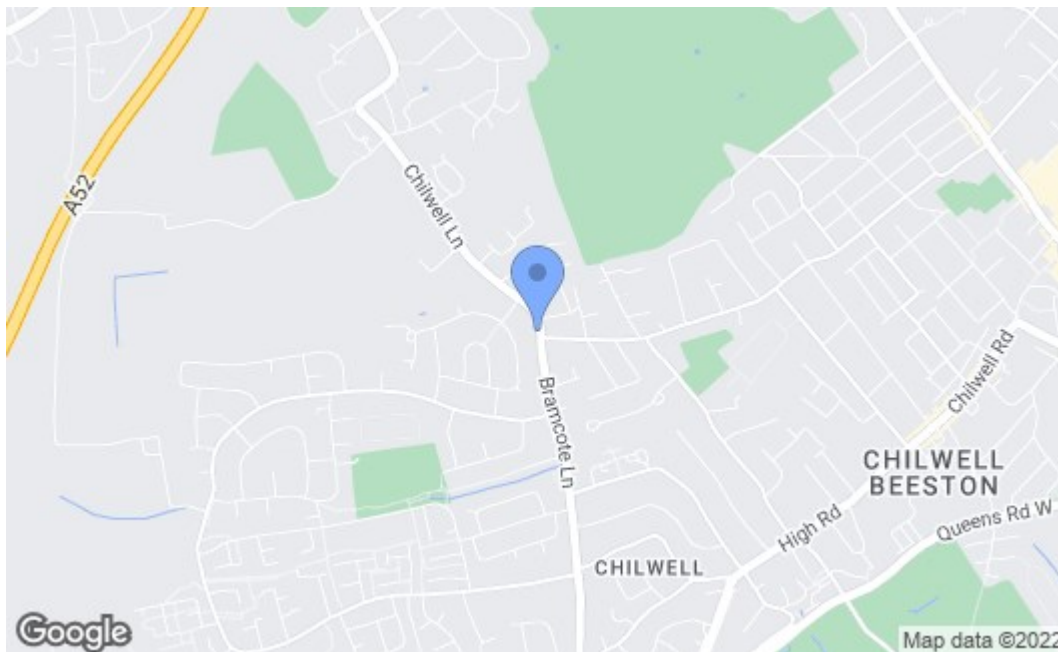 A52
Chilwell Ln
Bramcote Ln
Chilwell Rd
CHILWELL
BEESTON
High Rd
Queens Rd W
CHILWELL
Google
Map data ©2022